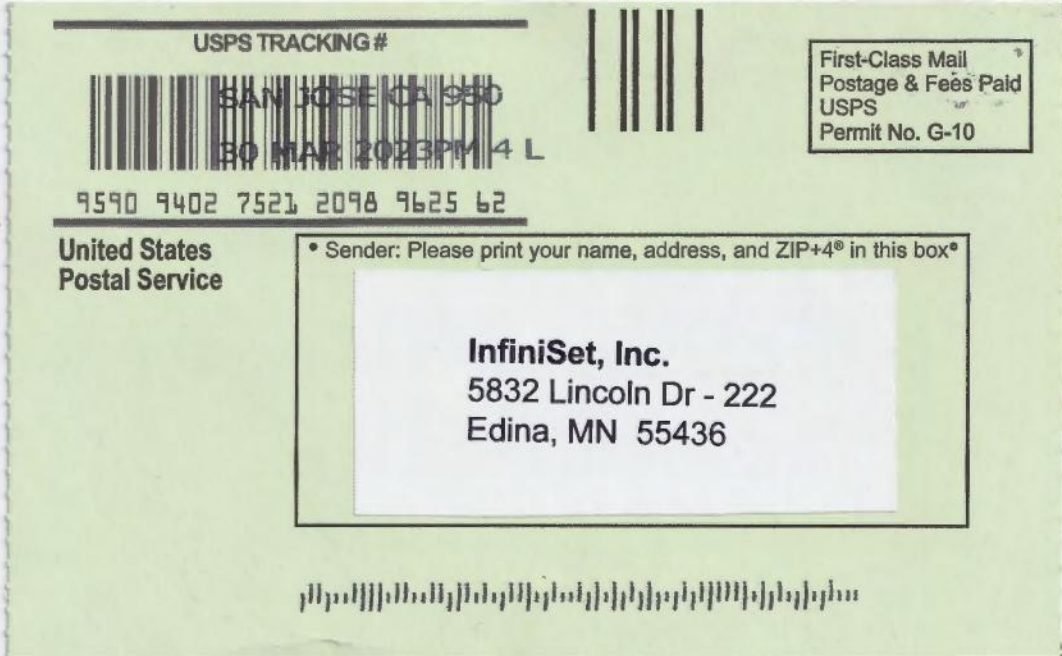 USPS TRACKING #
SAN JOSE CA 950
30 MAR 2023PM 4 L
9590 9402 7521 2098 9625 62
First-Class Mail
Postage & Fees Paid
USPS
Permit No. G-10
United States
Postal Service
• Sender: Please print your name, address, and ZIP+4® in this box•
InfiniSet, Inc.
5832 Lincoln Dr - 222
Edina, MN 55436